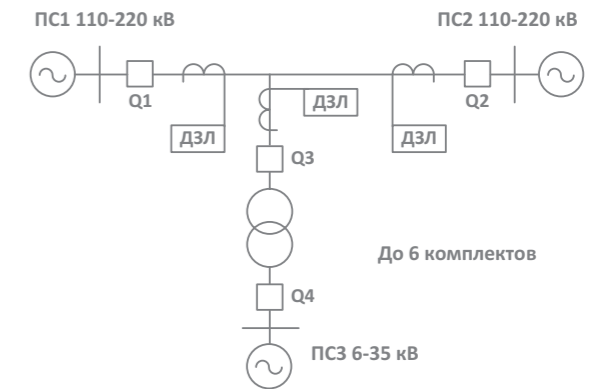 ПС1 110-220 кВ
ПС2 110-220 кВ
Q1
Q2
ДЗЛ
ДЗЛ
ДЗЛ
Q3
До 6 комплектов
Q4
ПС3 6-35 кВ